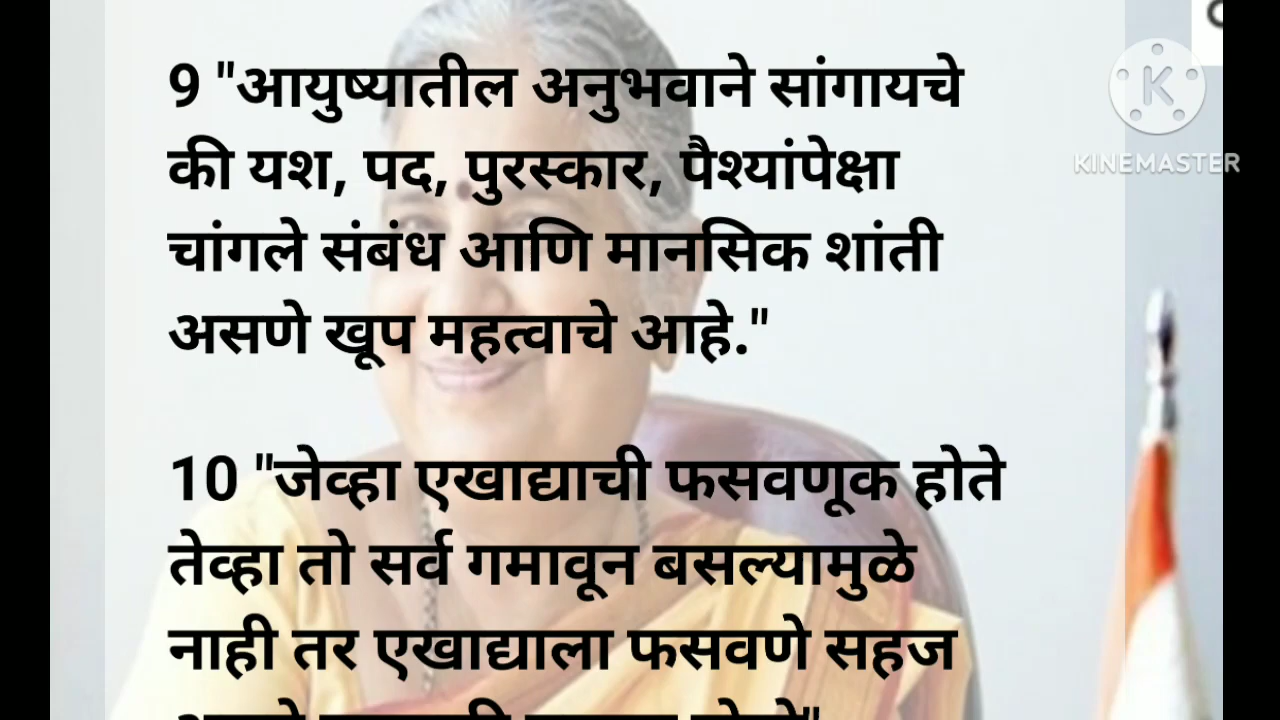 9 "आयुष्यातील अनुभवाने सांगायचे
की यश, पद, पुरस्कार, पैश्यांपेक्षा
चांगले संबंध आणि मानसिक शांती
असणे खूप महत्वाचे आहे."
10 "जेव्हा एखाद्याची फसवणूक होते
तेव्हा तो सर्व गमावून बसल्यामुळे
नाही तर एखाद्याला फसवणे सहज
KINEMASTER